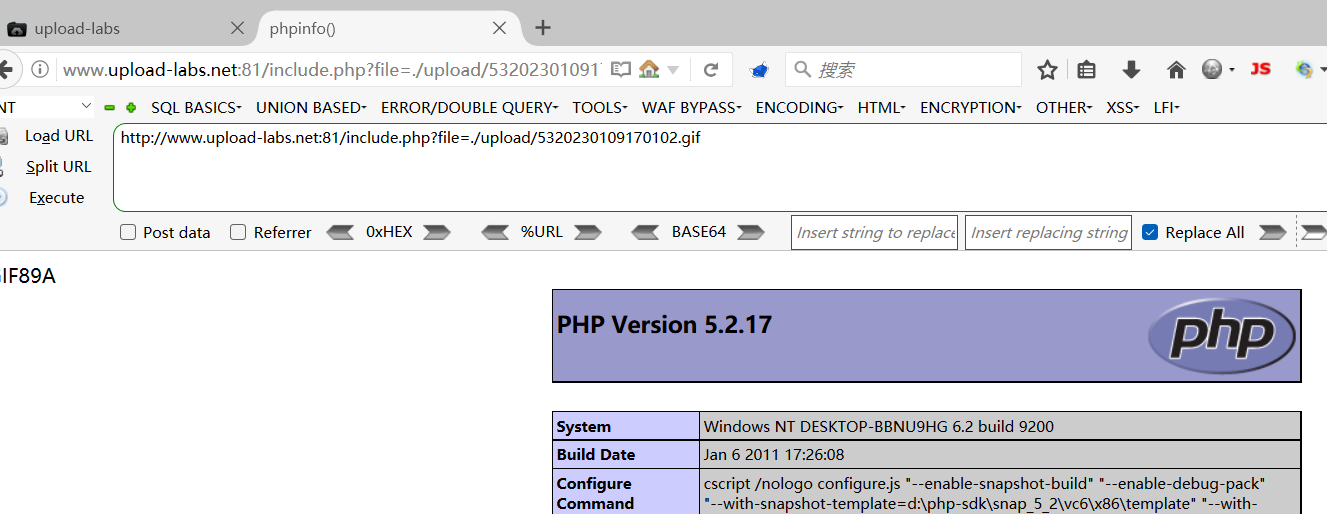 upload-labs
phpinfo()
www.upload-labs.net:81/include.php?file=./upload/53202301091
搜索
JS
NT SQL BASICS UNION BASED ERROR/DOUBLE QUERY TOOLS WAF BYPASS ENCODING HTML ENCRYPTION OTHER XSS LFI
Load URL
http://www.upload-labs.net:81/include.php?file=./upload/5320230109170102.gif
Split URL
Execute
Post data Referrer 0xHEX %URL BASE64 Insert string to replace Insert replacing string Replace All
GIF89A
PHP Version 5.2.17
php
System Windows NT DESKTOP-BBNU9HG 6.2 build 9200
Build Date Jan 6 2011 17:26:08
Configure Command cscript /nologo configure.js "--enable-snapshot-build" "--enable-debug-pack"
"--with-snapshot-template=d:\php-sdk\snap_5_2\vc6\x86\template" "--with-